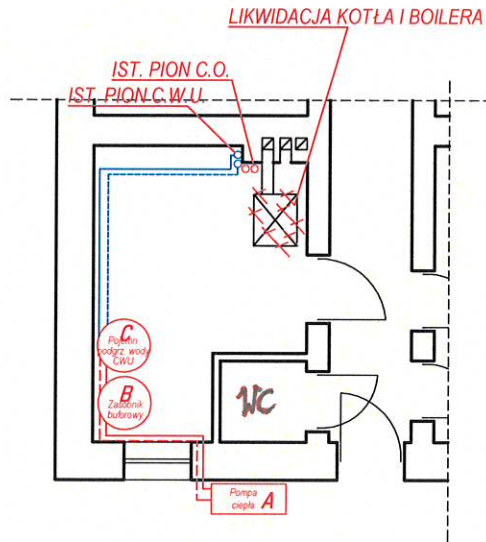 LIKWIDACJA KOTŁA I BOILERA
IST. PION C.O.
IST. PION C.W.U.
C
Pojemn
podgrz. wody
CWU
B
Zasobnik
buforowy
WC
Pompa
ciepła
A